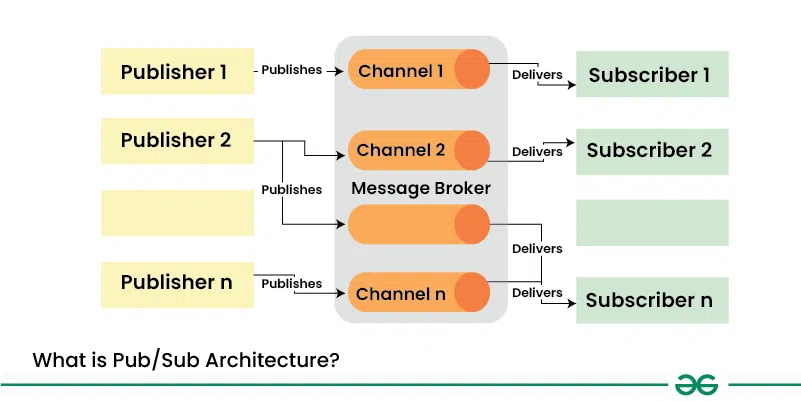 Publisher 1
Publishes
Channel 1
Delivers
Subscriber 1
Publisher 2
Channel 2
Delivers
Subscriber 2
Publishes
Message Broker
Delivers
Publisher n
Publishes
Channel n
Delivers
Subscriber n
What is Pub/Sub Architecture?